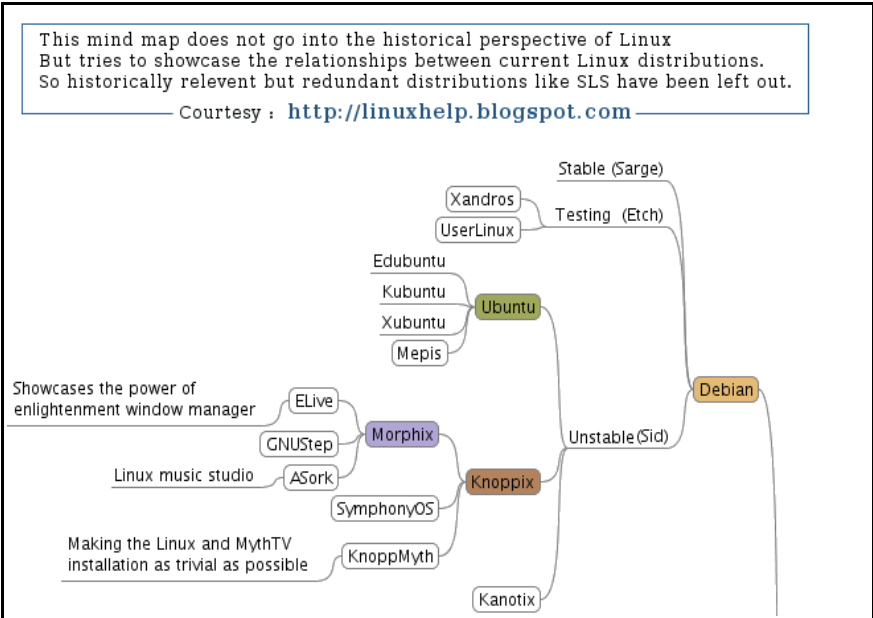 This mind map does not go into the historical perspective of Linux
But tries to showcase the relationships between current Linux distributions.
So historically relevent but redundant distributions like SLS have been left out.
Courtesy : http://linuxhelp.blogspot.com
Stable (Sarge)
Xandros
Testing (Etch)
UserLinux
Edubuntu
Kubuntu
Ubuntu
Xubuntu
Mepis
Debian
Showcases the power of
enlightenment window manager
ELive
Morphix
Unstable(Sid)
GNUStep
Linux music studio
ASork
Knoppix
SymphonyOS
Making the Linux and MythTV
installation as trivial as possible
KnoppMyth
Kanotix